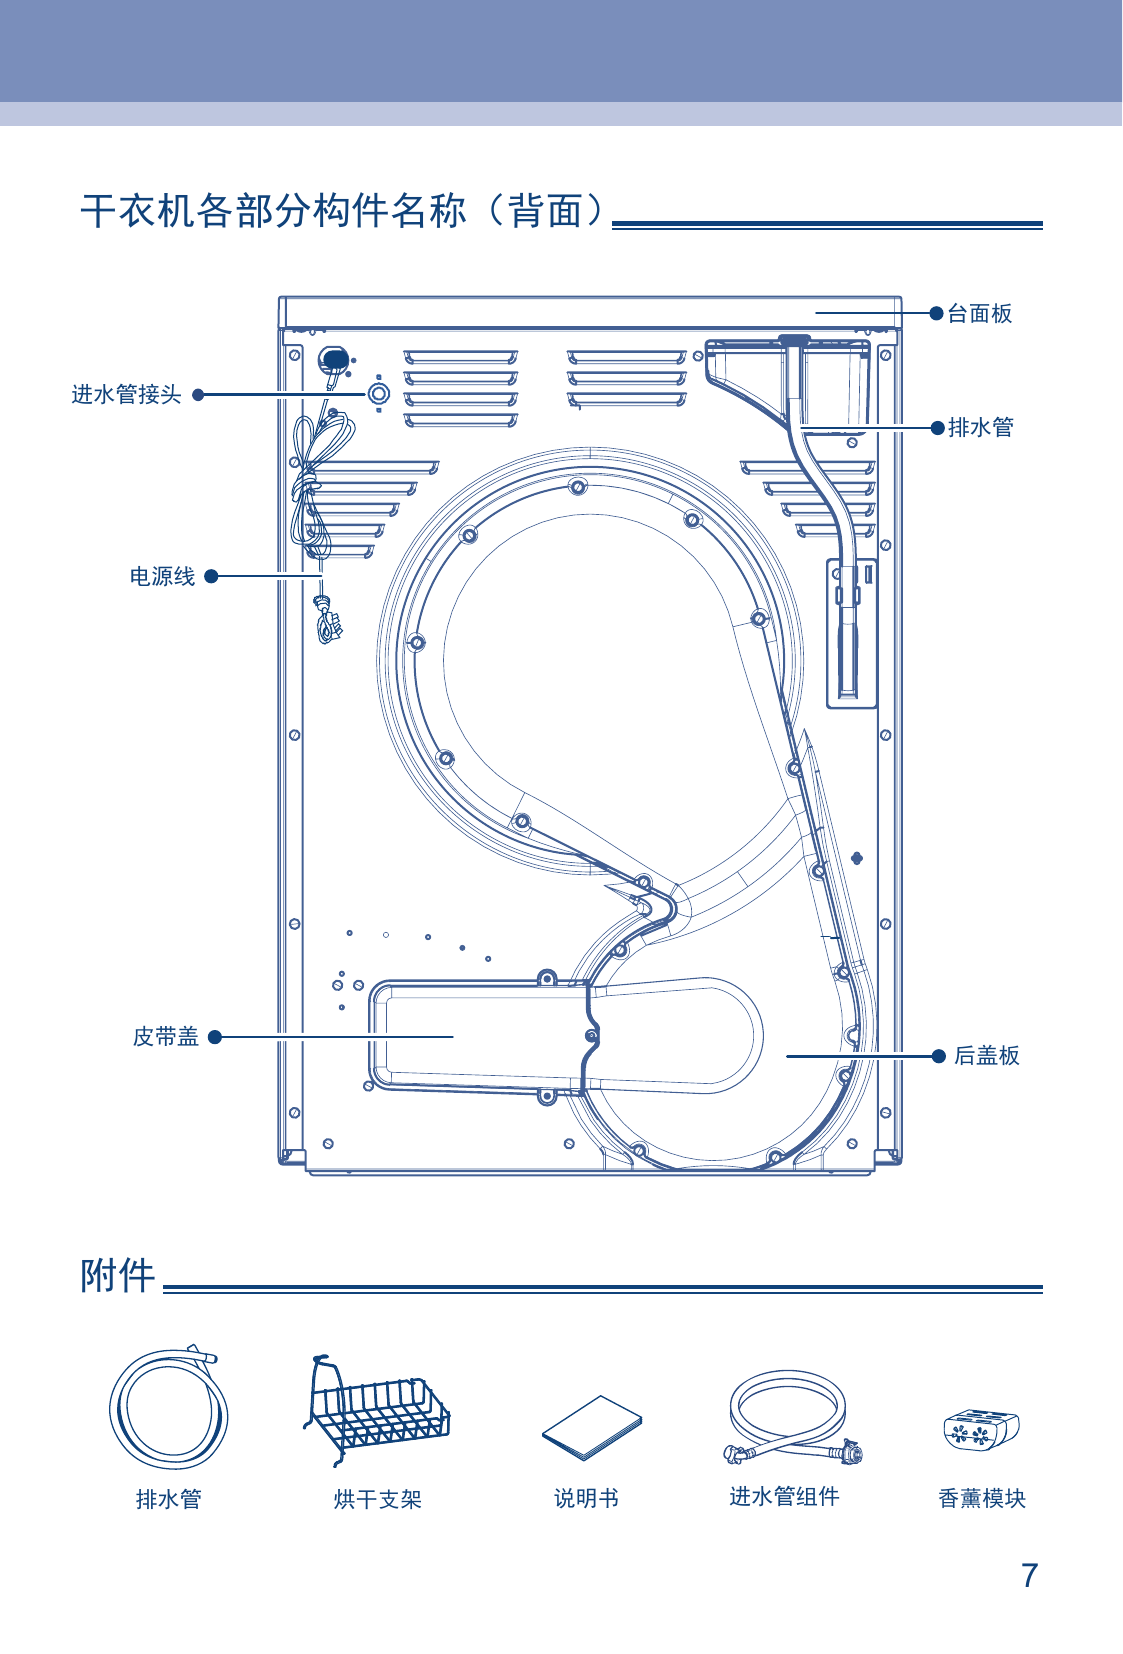 干衣机各部分构件名称（背面）
台面板
进水管接头
排水管
电源线
皮带盖
后盖板
附件
排水管
烘干支架
说明书
进水管组件
香薰模块
7